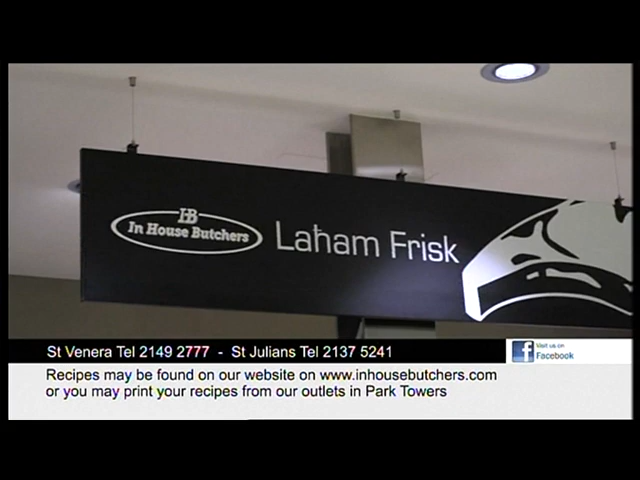 IHB
In House Butchers
Laħam Frisk
St Venera Tel 2149 2777 - St Julians Tel 2137 5241
f
Visit us on
Facebook
Recipes may be found on our website on www.inhousebutchers.com
or you may print your recipes from our outlets in Park Towers